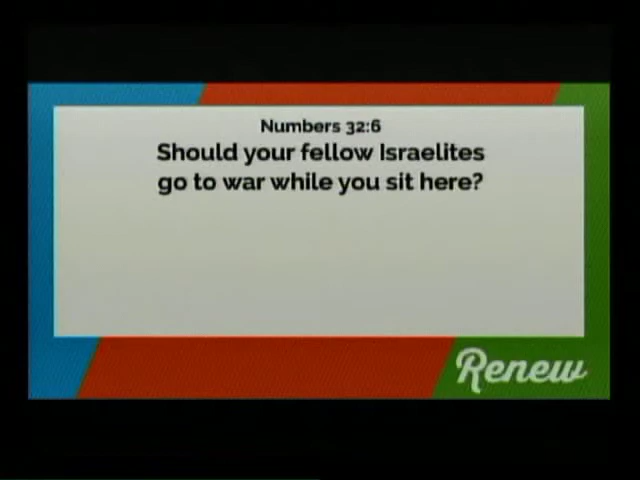 Numbers 32:6
Should your fellow Israelites
go to war while you sit here?
Renew